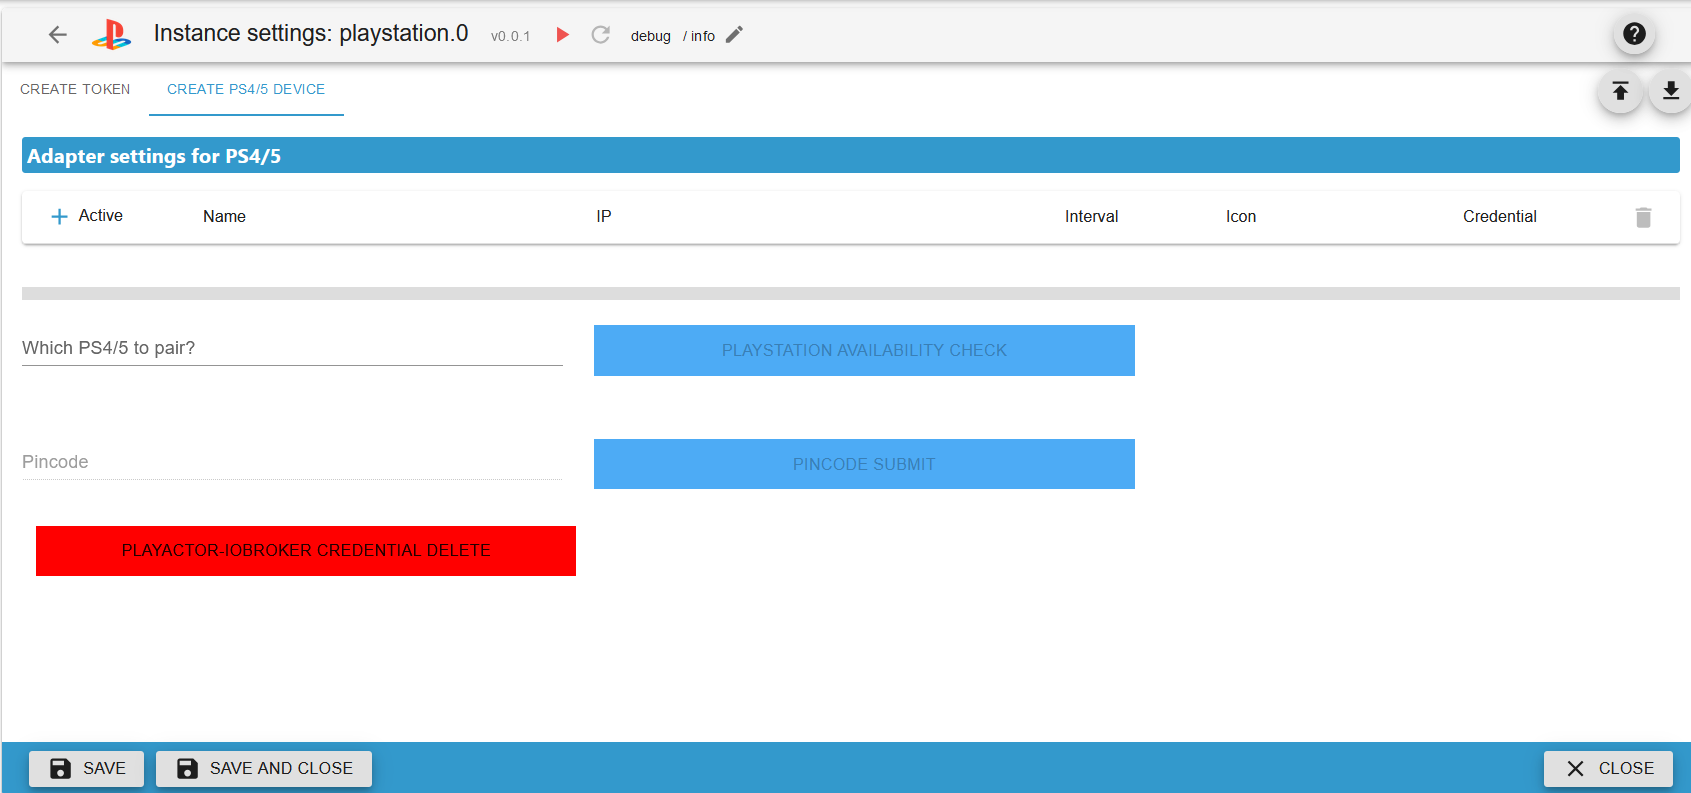 Instance settings: playstation.0 v0.0.1 debug / info
CREATE TOKEN CREATE PS4/5 DEVICE
Adapter settings for PS4/5
Active Name IP Interval Icon Credential
Which PS4/5 to pair? PLAYSTATION AVAILABILITY CHECK
Pincode PINCODE SUBMIT
PLAYACTOR-IOBROKER CREDENTIAL DELETE
SAVE SAVE AND CLOSE CLOSE